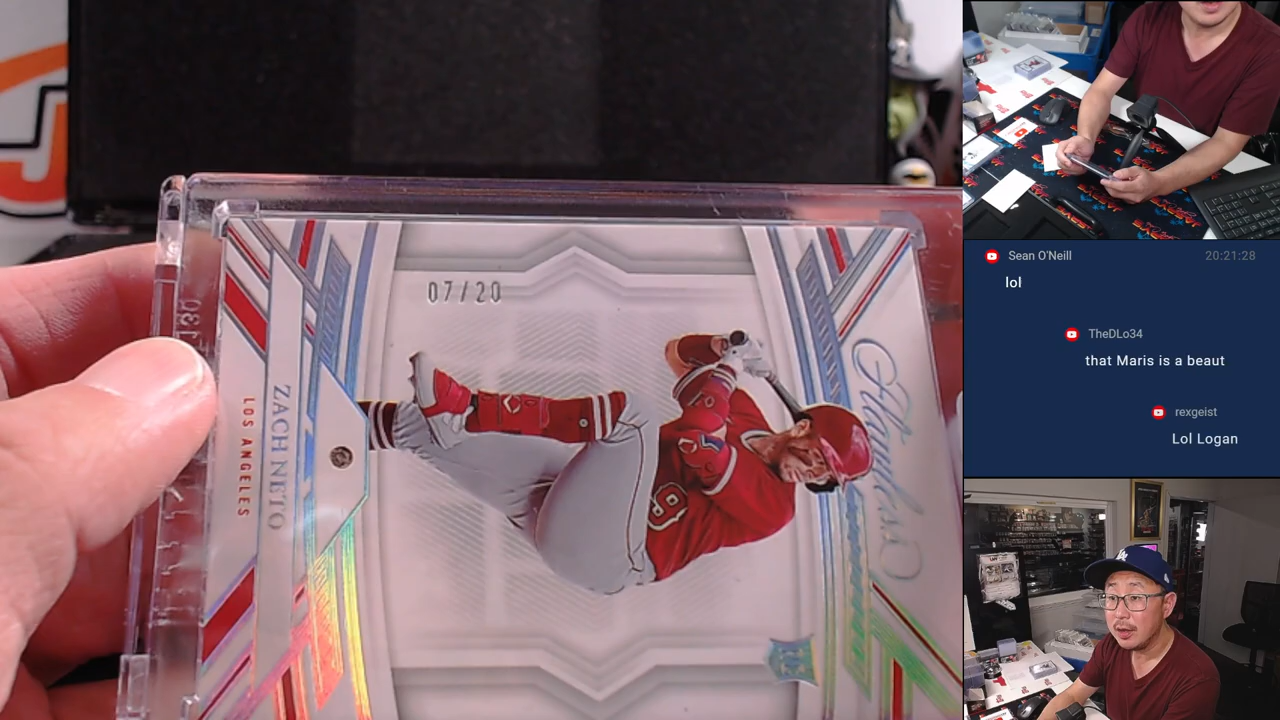 07/20
Flawless
ZACH NETO
LOS ANGELES
Sean O'Neill
20:21:28
lol
TheDLo34
that Maris is a beaut
rexgeist
Lol Logan